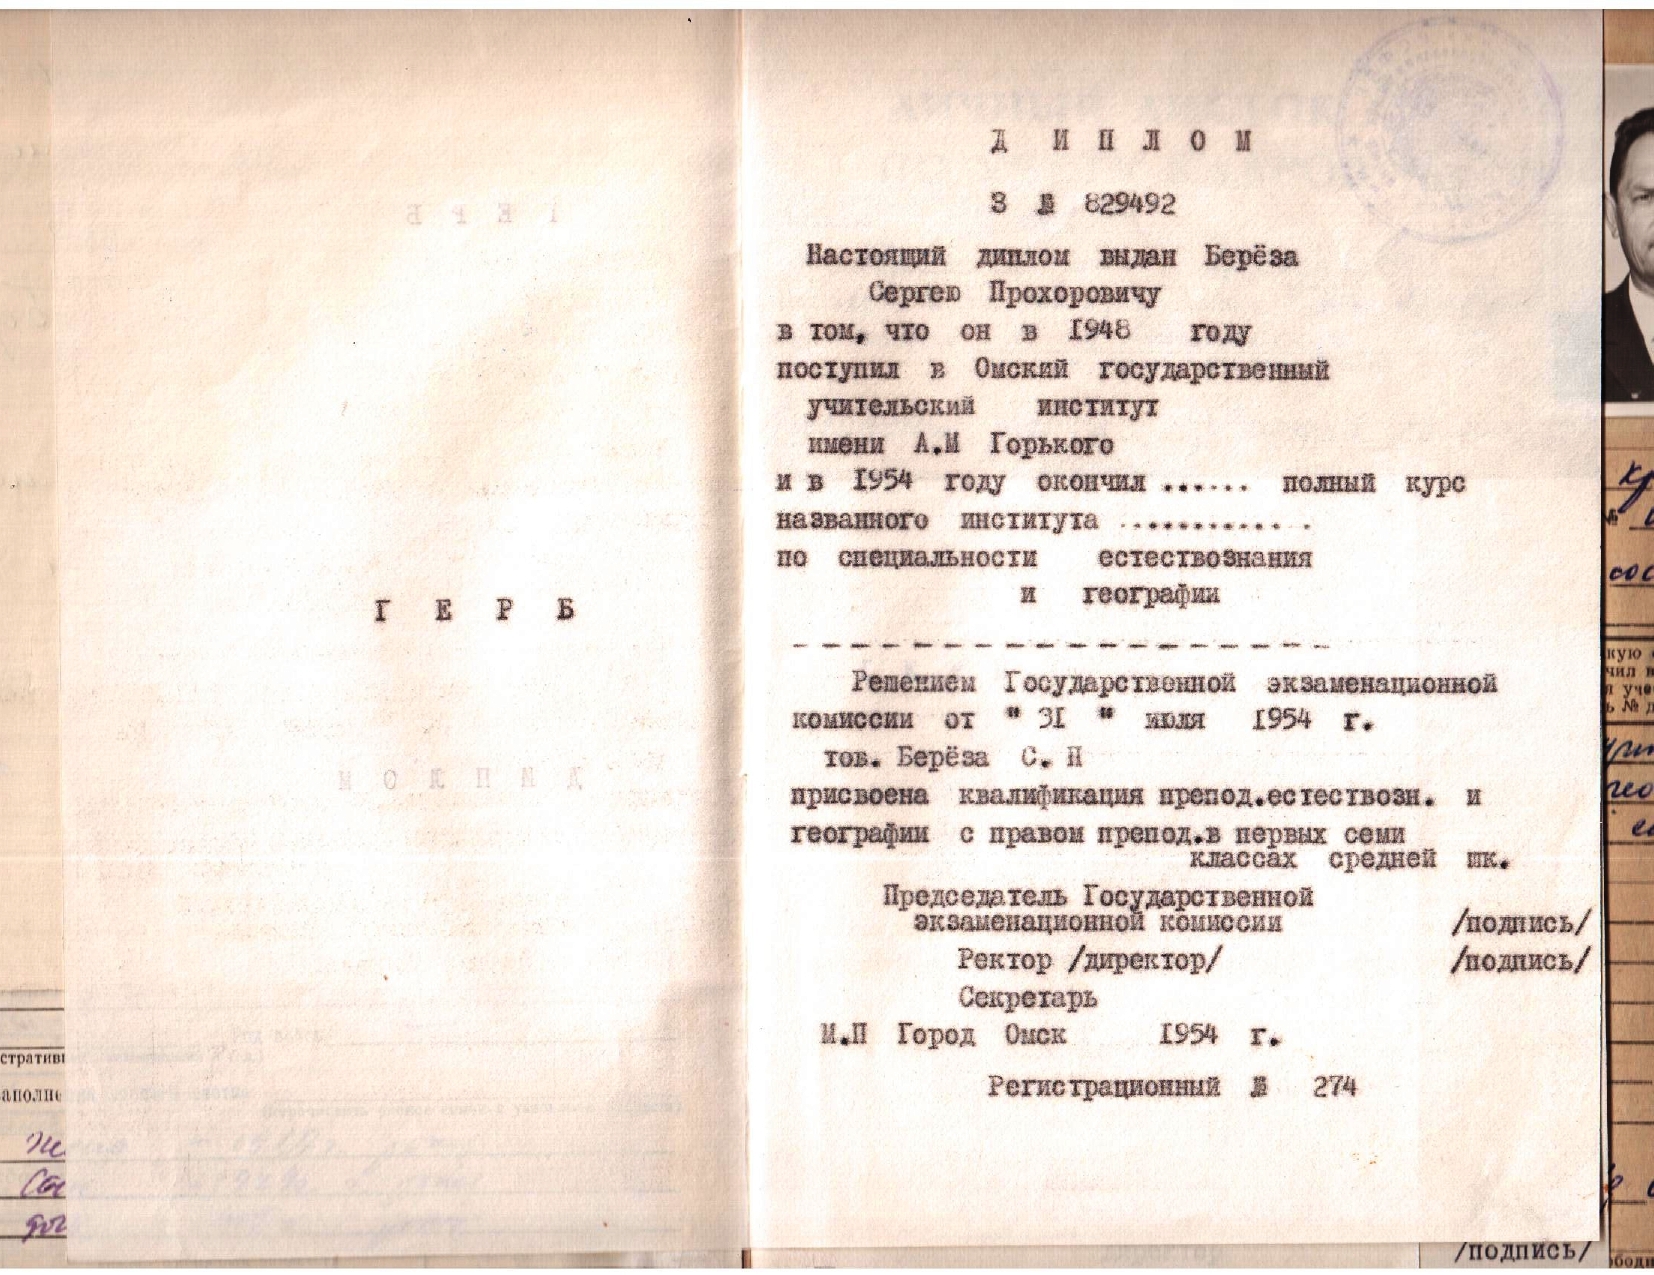 Г Е Р Б
Д И П Л О М
З № 829492
Настоящий диплом выдан Берёза
Сергею Прохоровичу
в том, что он в 1948 году
поступил в Омский государственный
учительский институт
имени А.М Горького
и в 1954 году окончил ...... полный курс
названного института ............ .
по специальности естествознания
и географии
------------------
Решением Государственной экзаменационной
комиссии от " 31 " июля 1954 г.
тов. Берёза С. П
присвоена квалификация препод.естествозн. и
географии с правом препод.в первых семи
классах средней шк.
Председатель Государственной
экзаменационной комиссии /подпись/
Ректор /директор/ /подпись/
Секретарь
М.П Город Омск 1954 г.
Регистрационный № 274
/подпись/